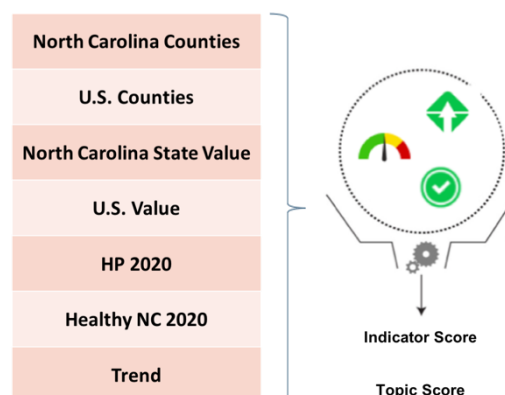 North Carolina Counties
U.S. Counties
North Carolina State Value
U.S. Value
HP 2020
Healthy NC 2020
Trend
Indicator Score
Topic Score